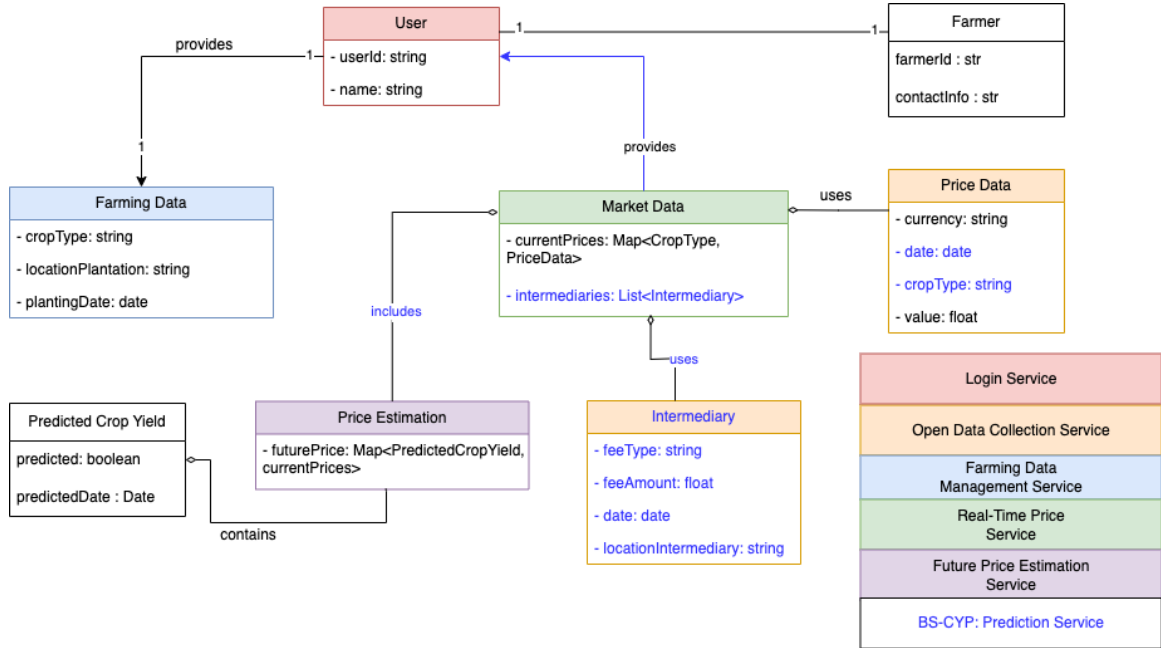 User
- userId: string
- name: string
1
1
Farmer
farmerId : str
contactInfo : str
provides
1
1
provides
Farming Data
- cropType: string
- locationPlantation: string
- plantingDate: date
Market Data
- currentPrices: Map<CropType,
PriceData>
- intermediaries: List<Intermediary>
uses
Price Data
- currency: string
- date: date
- cropType: string
- value: float
includes
uses
Predicted Crop Yield
predicted: boolean
predictedDate : Date
Price Estimation
- futurePrice: Map<PredictedCropYield,
currentPrices>
contains
Intermediary
- feeType: string
- feeAmount: float
- date: date
- locationIntermediary: string
Login Service
Open Data Collection Service
Farming Data
Management Service
Real-Time Price
Service
Future Price Estimation
Service
BS-CYP: Prediction Service